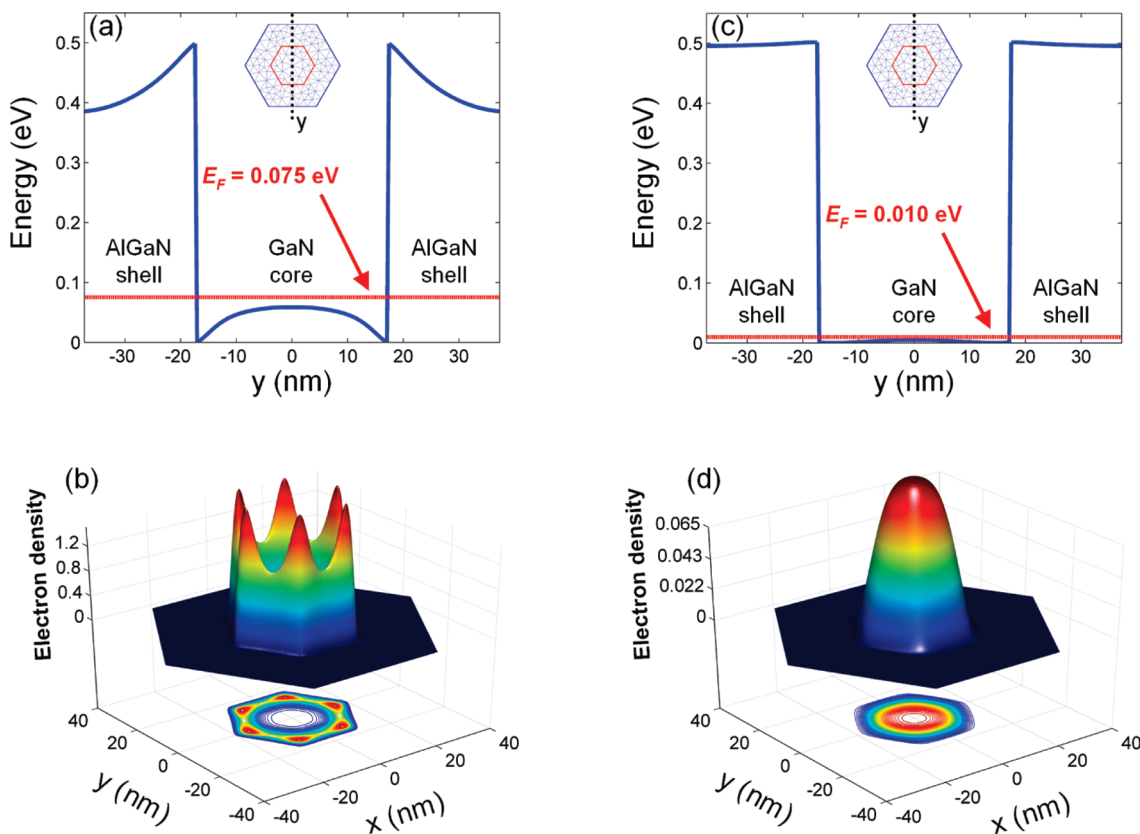 (a)
Energy (eV)
0.5
0.4
0.3
0.2
0.1
0
y
E_F = 0.075 eV
AlGaN
shell
GaN
core
AlGaN
shell
-30 -20 -10 0 10 20 30
y (nm)
(c)
Energy (eV)
0.5
0.4
0.3
0.2
0.1
0
y
E_F = 0.010 eV
AlGaN
shell
GaN
core
AlGaN
shell
-30 -20 -10 0 10 20 30
y (nm)
(b)
Electron density
1.2
0.8
0.4
0
40
20
0
-20
-40
y (nm)
-40
-20
0
20
40
x (nm)
(d)
Electron density
0.065
0.043
0.022
0
40
20
0
-20
-40
y (nm)
-40
-20
0
20
40
x (nm)